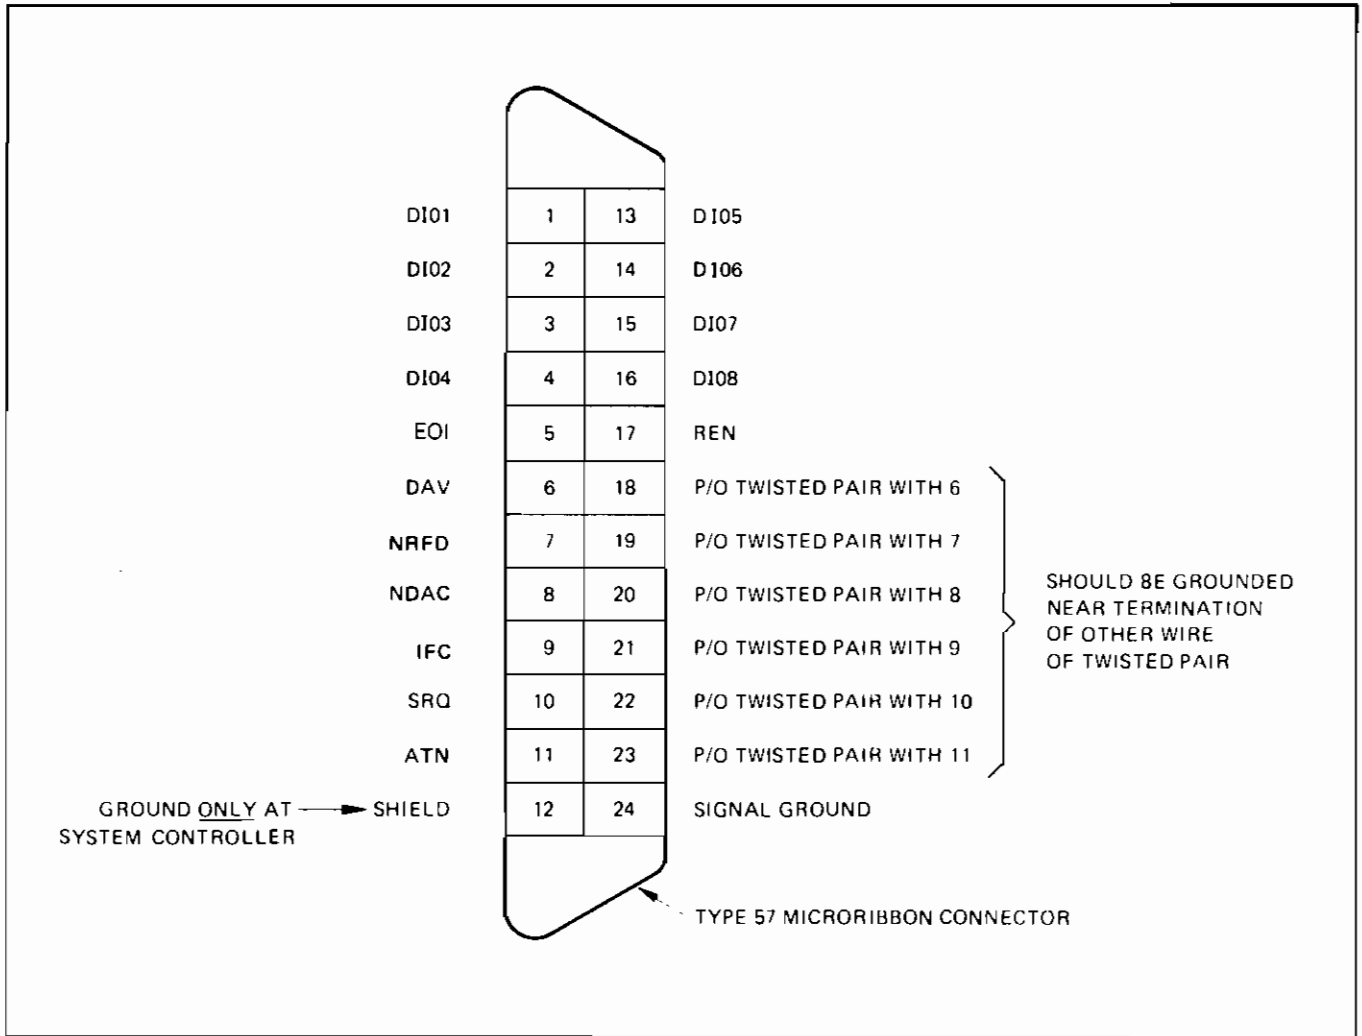 DI01 1 13 DI05
DI02 2 14 DI06
DI03 3 15 DI07
DI04 4 16 DI08
EOI 5 17 REN
DAV 6 18 P/O TWISTED PAIR WITH 6
NRFD 7 19 P/O TWISTED PAIR WITH 7
NDAC 8 20 P/O TWISTED PAIR WITH 8
IFC 9 21 P/O TWISTED PAIR WITH 9
SRQ 10 22 P/O TWISTED PAIR WITH 10
ATN 11 23 P/O TWISTED PAIR WITH 11
SHOULD BE GROUNDED
NEAR TERMINATION
OF OTHER WIRE
OF TWISTED PAIR
GROUND ONLY AT SHIELD 12 24 SIGNAL GROUND
SYSTEM CONTROLLER
TYPE 57 MICRORIBBON CONNECTOR